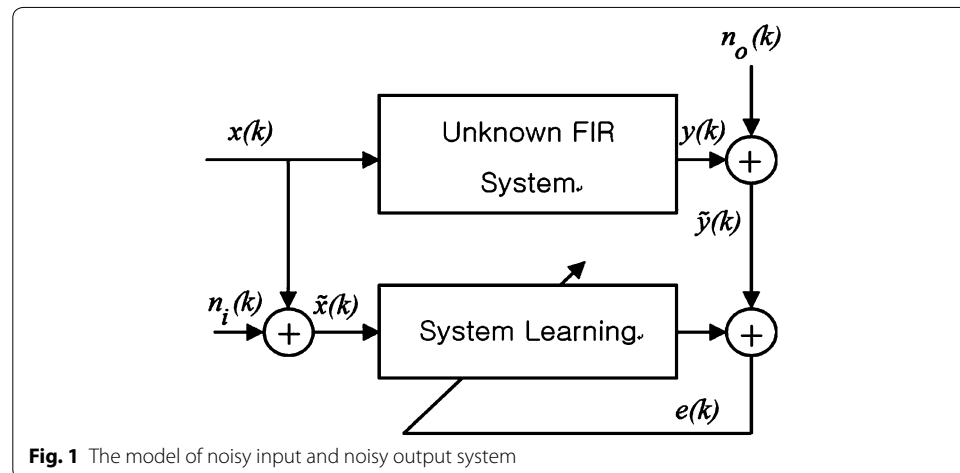 n_o(k)
x(k)
Unknown FIR
System
y(k)
+
ỹ(k)
n_i(k)
x̃(k)
+
System Learning
+
e(k)
Fig. 1 The model of noisy input and noisy output system